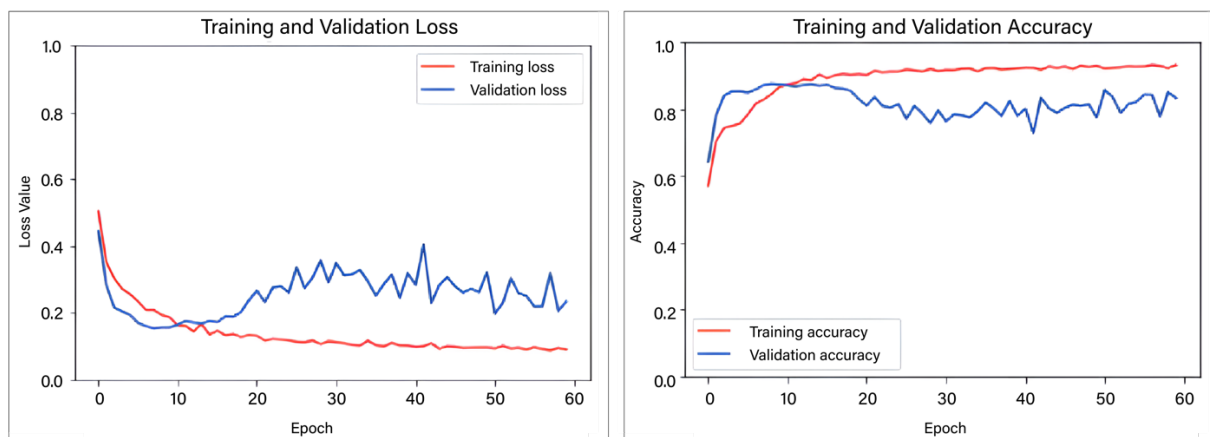 Training and Validation Loss
1.0
0.8
0.6
0.4
0.2
0.0
Loss Value
Training loss
Validation loss
0 10 20 30 40 50 60
Epoch
Training and Validation Accuracy
1.0
0.8
0.6
0.4
0.2
0.0
Accuracy
Training accuracy
Validation accuracy
0 10 20 30 40 50 60
Epoch